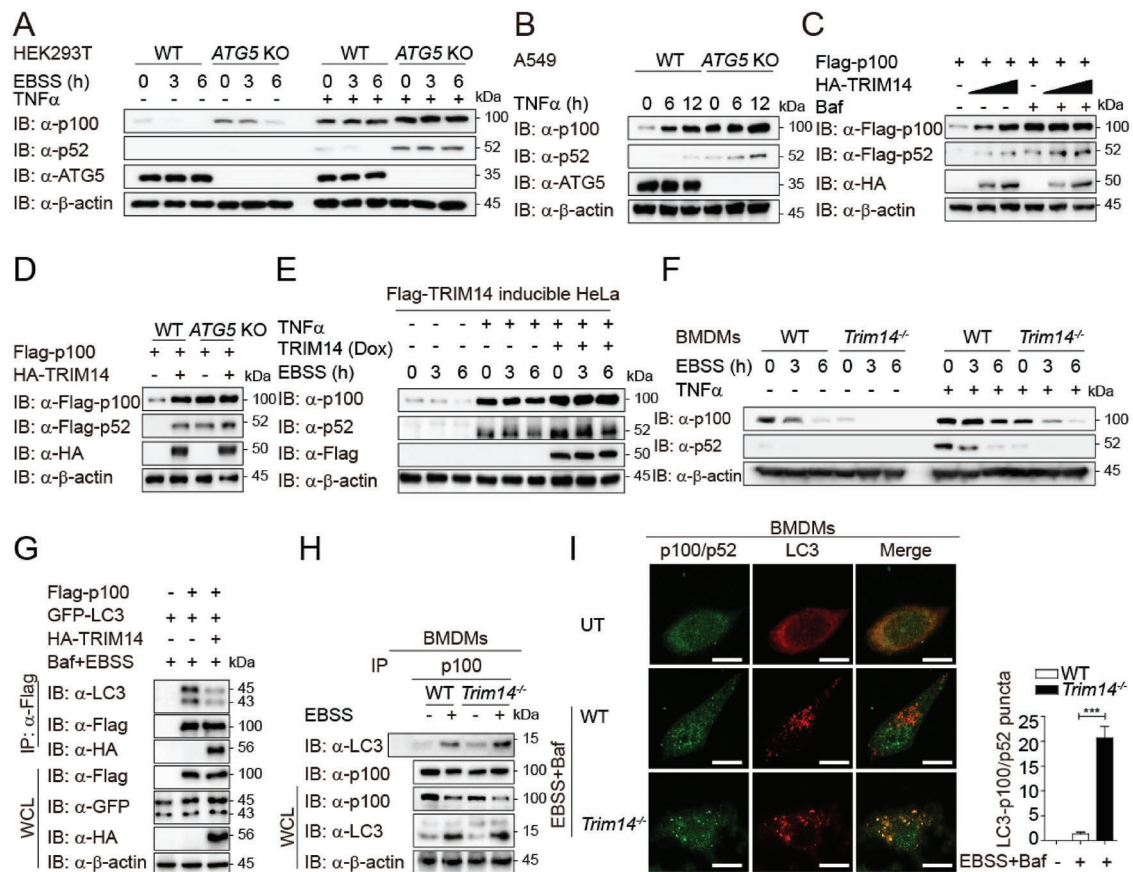 A
HEK293T WT ATG5 KO WT ATG5 KO
EBSS (h) 0 3 6 0 3 6 0 3 6 0 3 6
TNFα - - - - - - + + + + + + kDa
IB: α-p100 100
IB: α-p52 52
IB: α-ATG5 35
IB: α-β-actin 45
B
A549
WT ATG5 KO
TNFα (h) 0 6 12 0 6 12 kDa
IB: α-p100 100
IB: α-p52 52
IB: α-ATG5 35
IB: α-β-actin 45
C
Flag-p100 + + + + + +
HA-TRIM14 - -
Baf - - - + + + kDa
IB: α-Flag-p100 100
IB: α-Flag-p52 52
IB: α-HA 50
IB: α-β-actin 45
D
WT ATG5 KO
Flag-p100 + + + +
HA-TRIM14 - + - + kDa
IB: α-Flag-p100 100
IB: α-Flag-p52 52
IB: α-HA 50
IB: α-β-actin 45
E
Flag-TRIM14 inducible HeLa
TNFα - - - + + + + + +
TRIM14 (Dox) - - - - - - + + +
EBSS (h) 0 3 6 0 3 6 0 3 6 kDa
IB: α-p100 100
IB: α-p52 52
IB: α-Flag 50
IB: α-β-actin 45
F
BMDMs WT Trim14-/- WT Trim14-/-
EBSS (h) 0 3 6 0 3 6 0 3 6 0 3 6
TNFα - - - - - - + + + + + + kDa
IB: α-p100 100
IB: α-p52 52
IB: α-β-actin 45
G
Flag-p100 - + +
GFP-LC3 + + +
HA-TRIM14 - - +
Baf+EBSS + + + kDa
IP: α-Flag
IB: α-LC3 45
43
IB: α-Flag 100
IB: α-HA 56
WCL
IB: α-Flag 100
IB: α-GFP 45
43
IB: α-HA 56
IB: α-β-actin 45
H
BMDMs
IP p100
WT Trim14-/-
EBSS - + - + kDa
IB: α-LC3 15
IB: α-p100 100
WCL
IB: α-p100 100
IB: α-LC3 15
IB: α-β-actin 45
I
BMDMs
p100/p52 LC3 Merge
UT
WT
Trim14-/-
EBSS+Baf
WT
Trim14-/-
***
LC3-p100/p52 puncta
25
20
15
10
5
0
EBSS+Baf - + +